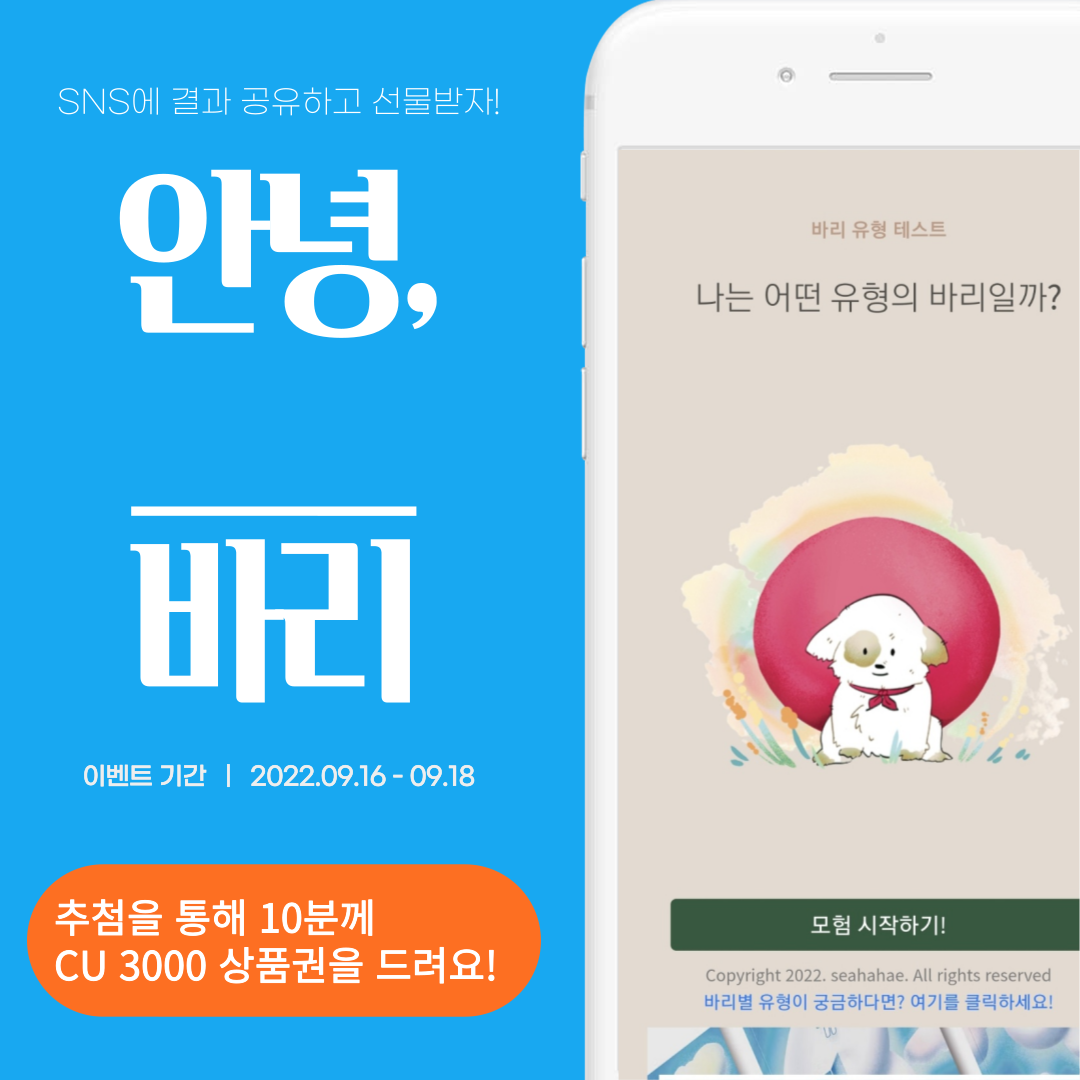 SNS에 결과 공유하고 선물받자!
안녕,
바리
이벤트 기간 | 2022.09.16 - 09.18
추첨을 통해 10분께
CU 3000 상품권을 드려요!
바리 유형 테스트
나는 어떤 유형의 바리일까?
모험 시작하기!
Copyright 2022. seahahae. All rights reserved
바리별 유형이 궁금하다면? 여기를 클릭하세요!